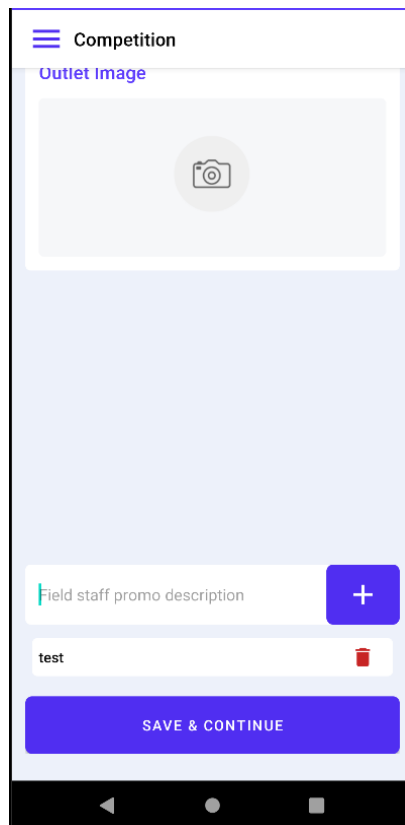 Competition
Outlet Image
Field staff promo description
test
SAVE & CONTINUE